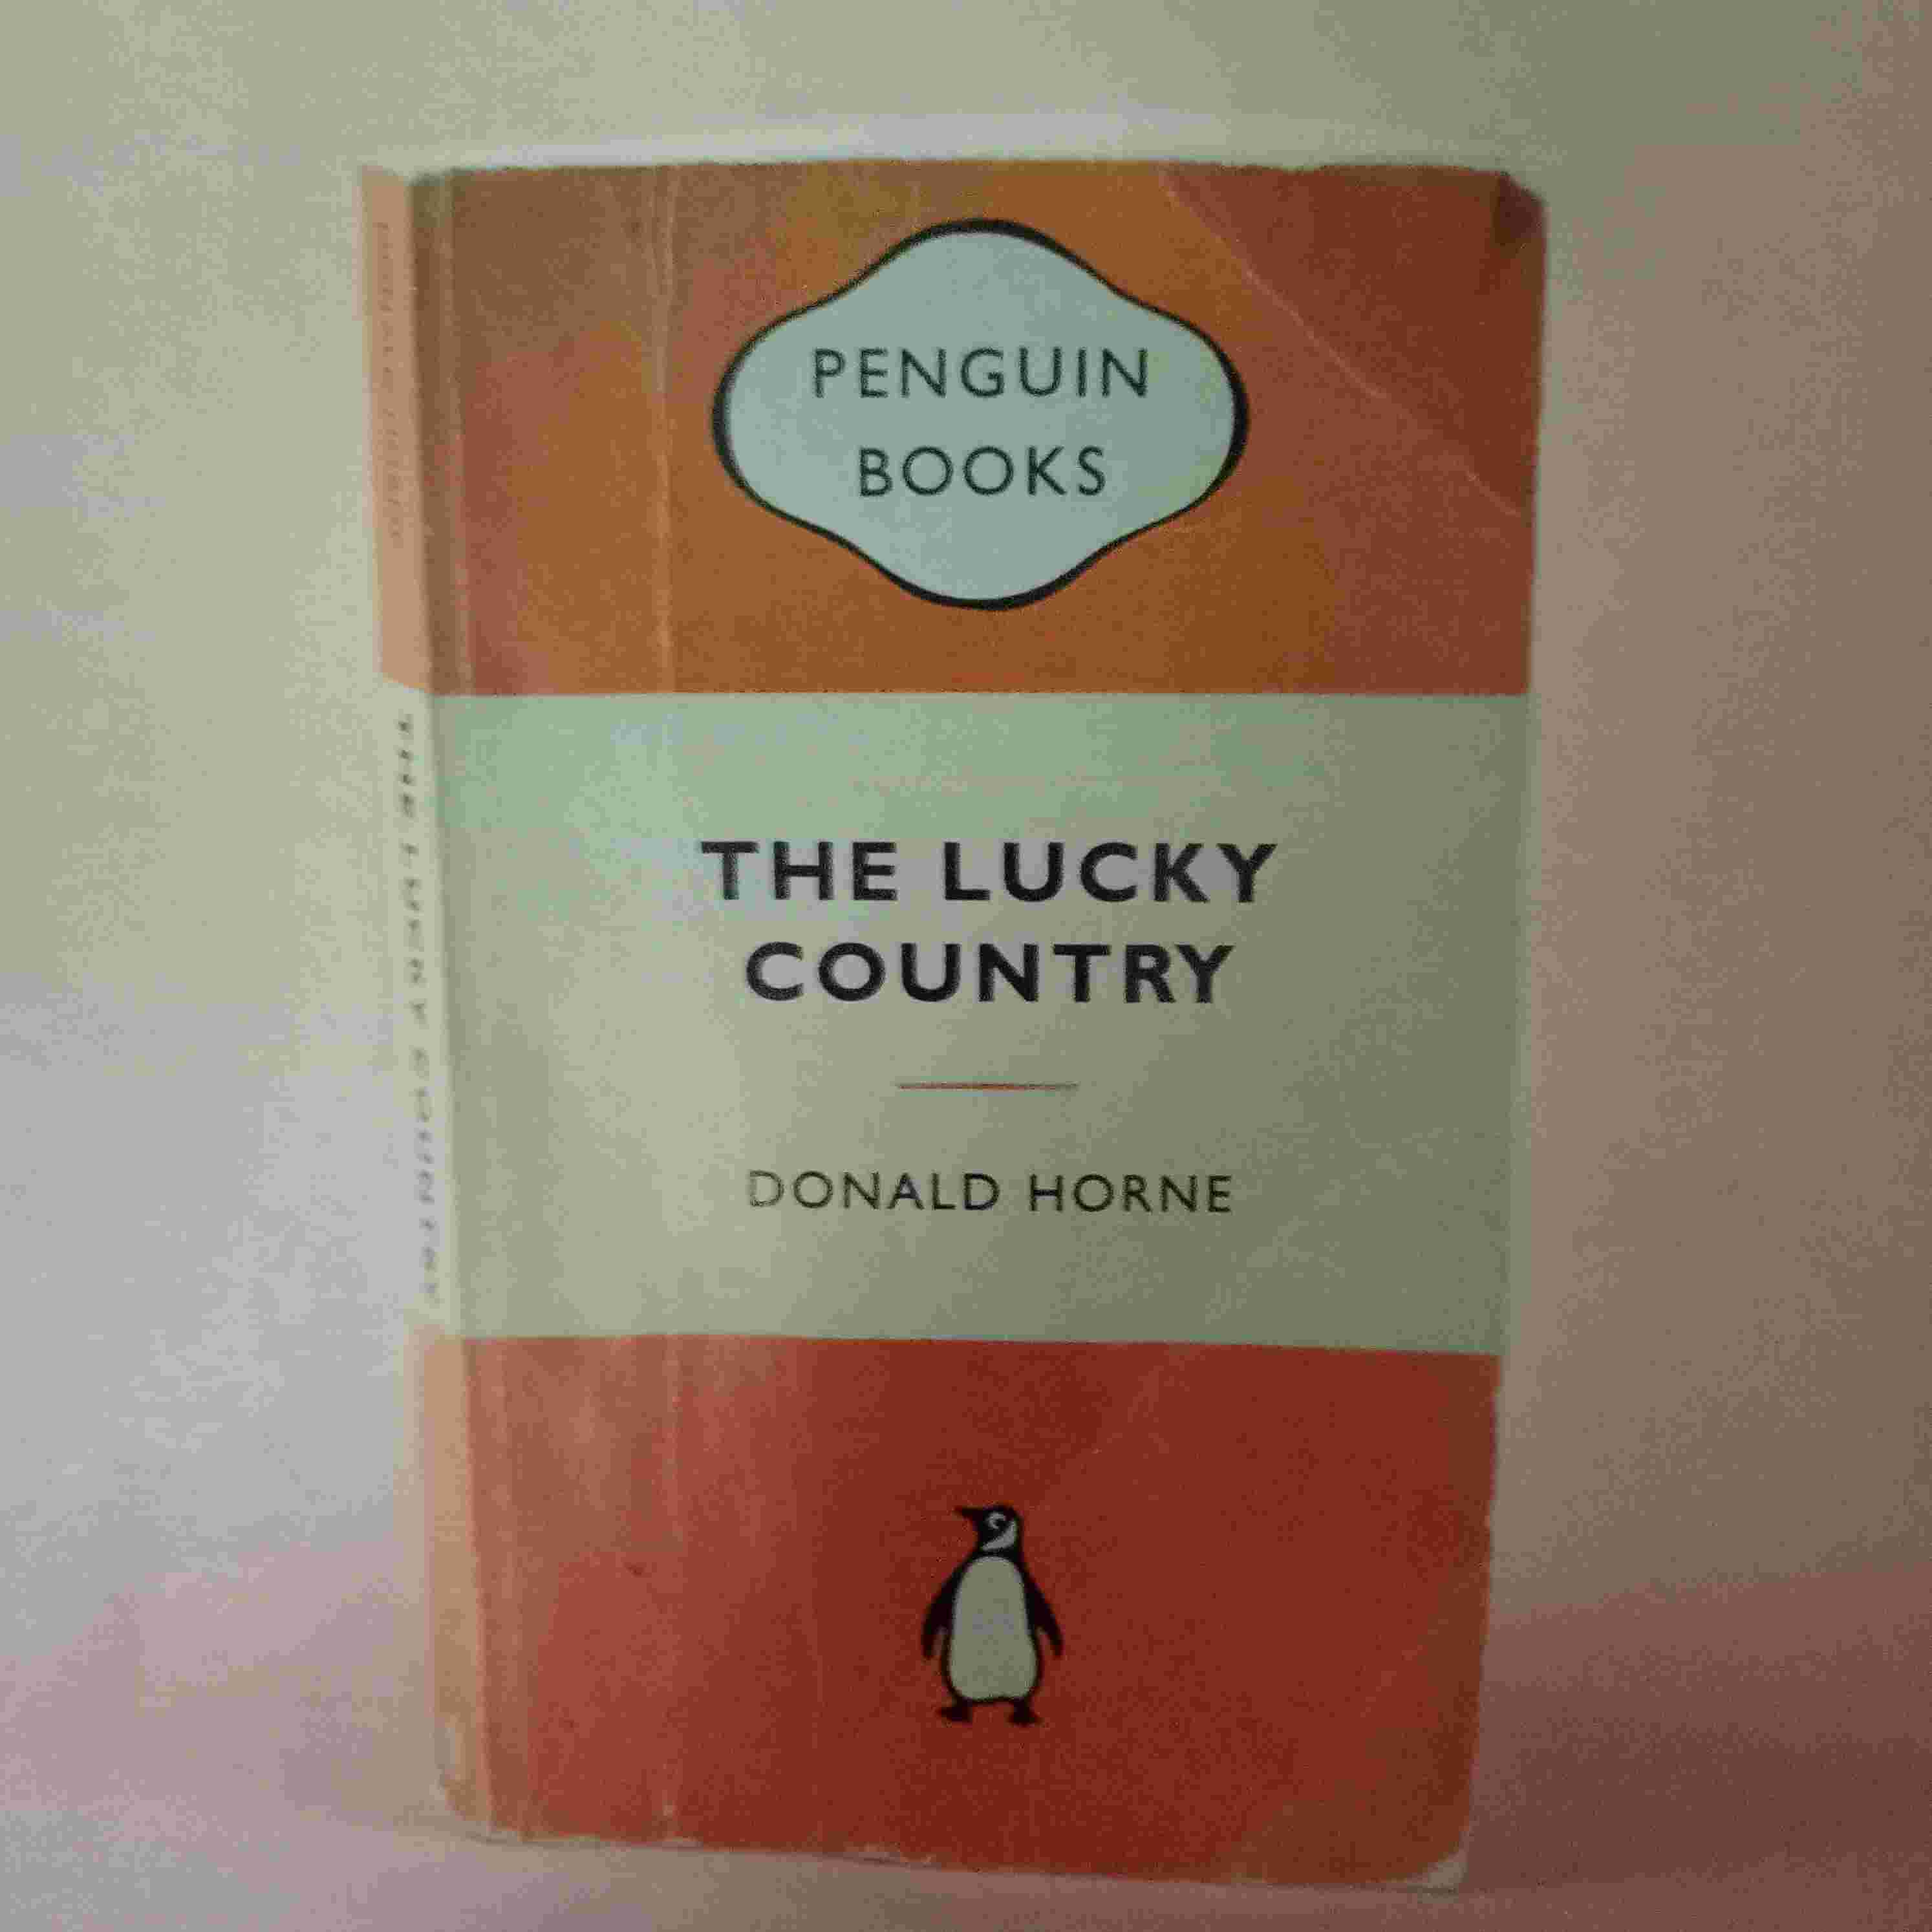 PENGUIN
BOOKS
THE LUCKY
COUNTRY
DONALD HORNE
THE LUCKY COUNTRY